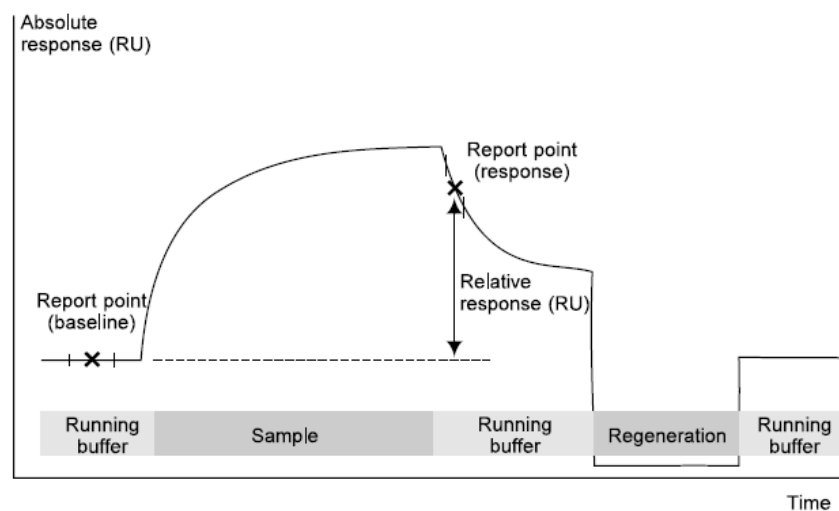 Absolute
response (RU)
Report point
(response)
Report point
(baseline)
Relative
response (RU)
Running
buffer
Sample
Running
buffer
Regeneration
Running
buffer
Time